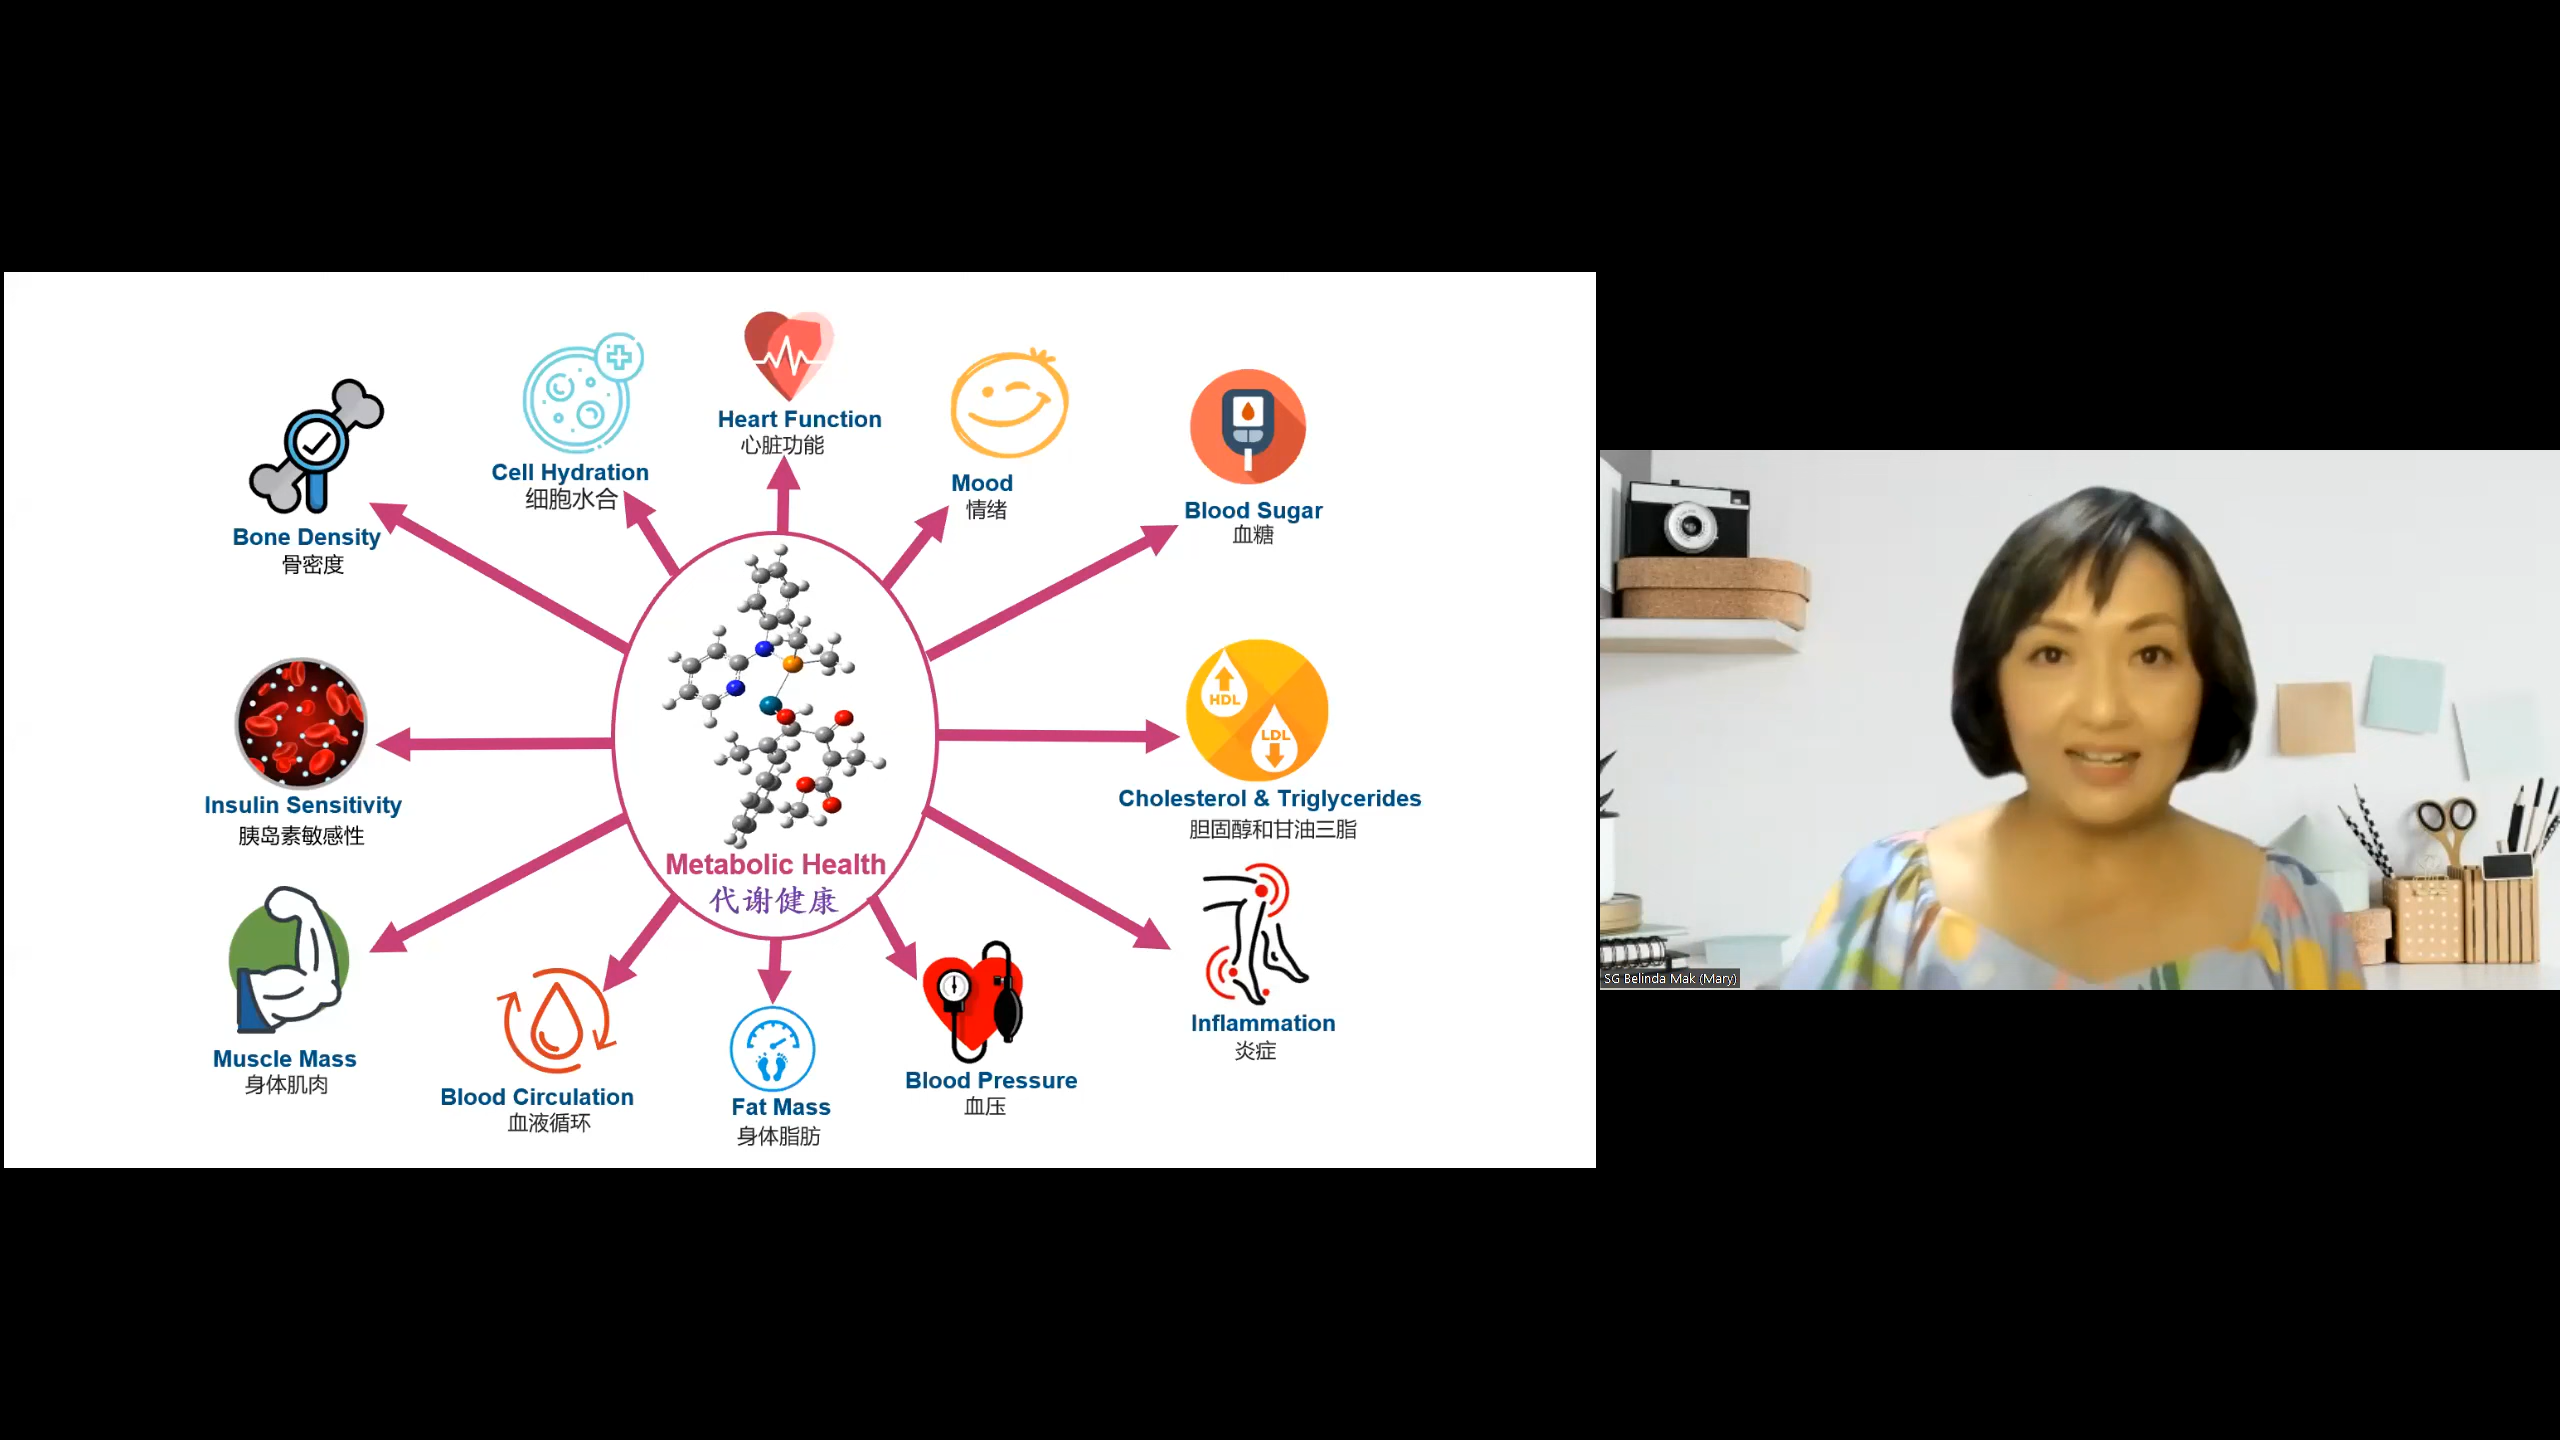 Heart Function
心脏功能
Cell Hydration
细胞水合
Mood
情绪
Blood Sugar
血糖
Bone Density
骨密度
HDL
LDL
Cholesterol & Triglycerides
胆固醇和甘油三脂
Insulin Sensitivity
胰岛素敏感性
Metabolic Health
代谢健康
Inflammation
炎症
Muscle Mass
身体肌肉
Blood Circulation
血液循环
Fat Mass
身体脂肪
Blood Pressure
血压
SG Belinda Mak (Mary)